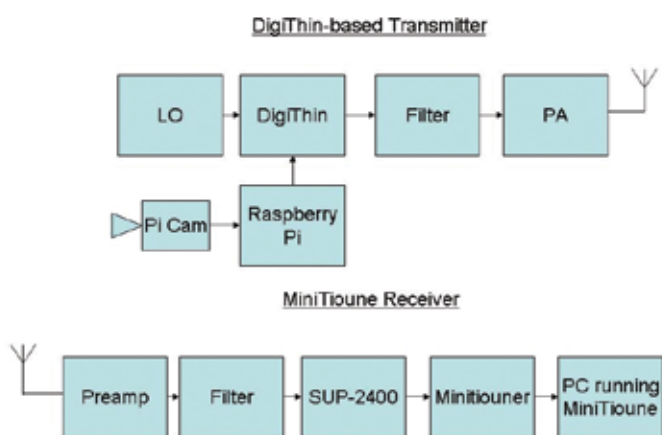 DigiThin-based Transmitter
LO
DigiThin
Filter
PA
Pi Cam
Raspberry
Pi
MiniTioune Receiver
Preamp
Filter
SUP-2400
Minitiouner
PC running
MiniTioune